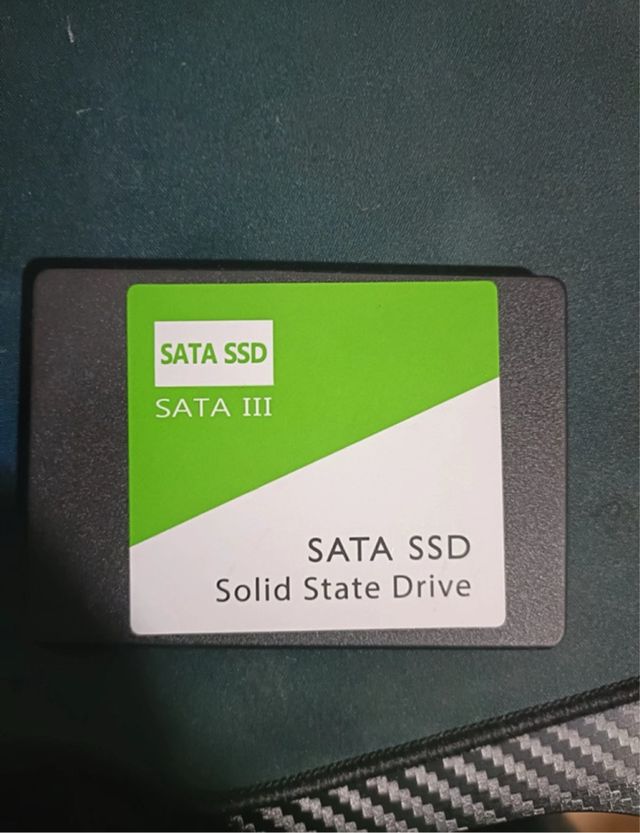 SATA SSD
SATA III
SATA SSD
Solid State Drive